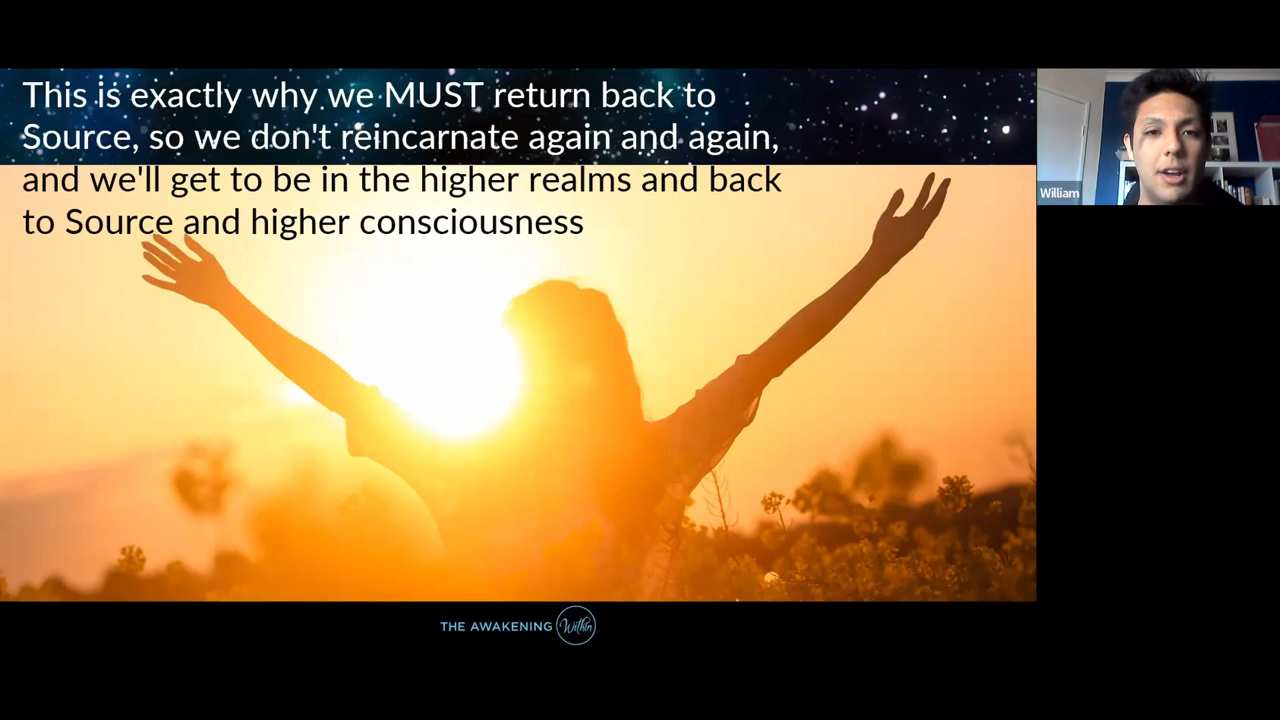 This is exactly why we MUST return back to
Source, so we don't reincarnate again and again,
and we'll get to be in the higher realms and back
to Source and higher consciousness
William
THE AWAKENING Within